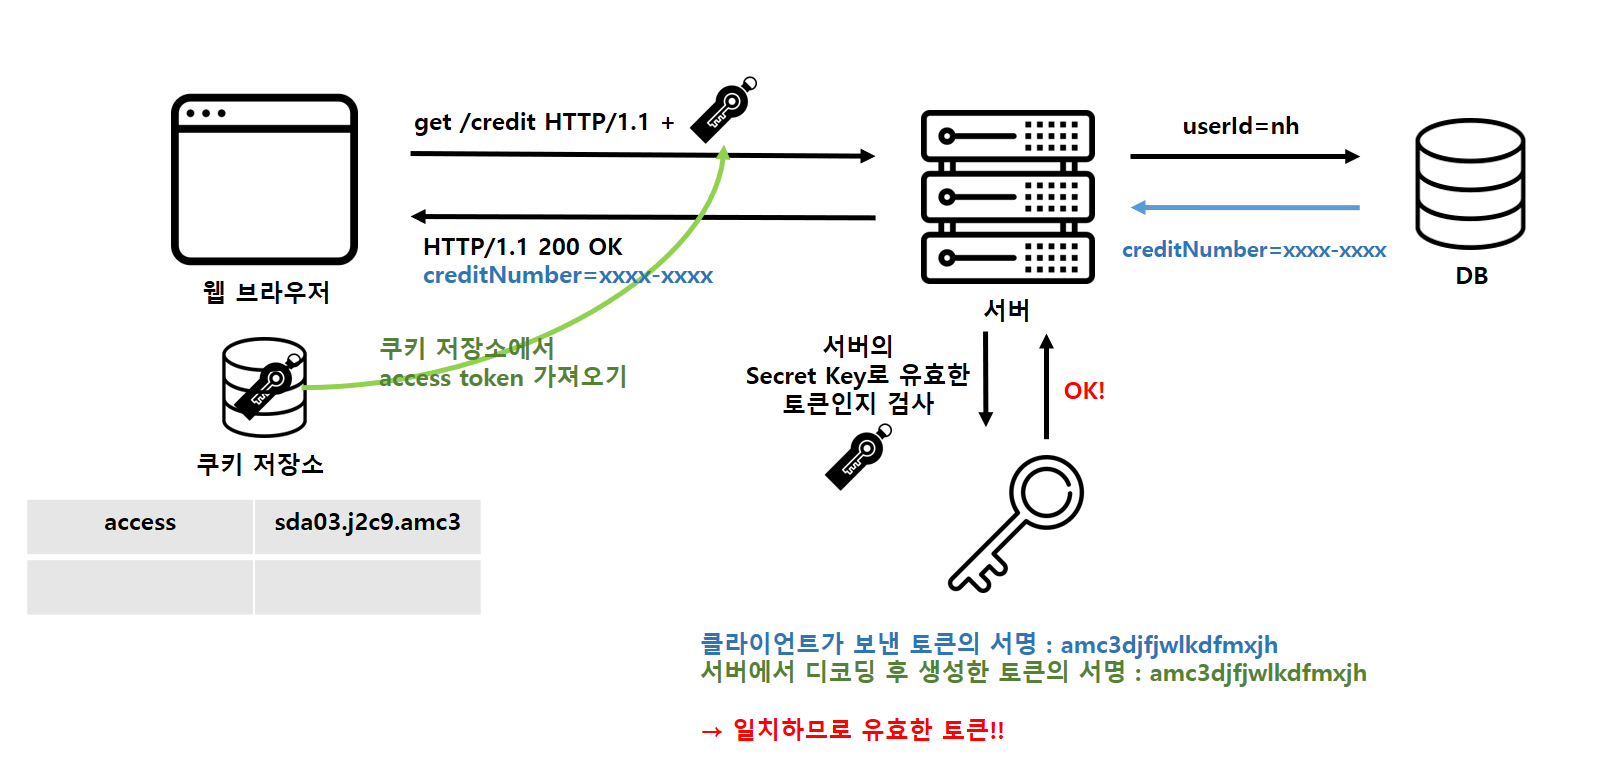 get /credit HTTP/1.1 +
HTTP/1.1 200 OK
creditNumber=xxxx-xxxx
웹 브라우저
userId=nh
creditNumber=xxxx-xxxx
DB
서버
쿠키 저장소에서
access token 가져오기
쿠키 저장소
access sda03.j2c9.amc3
서버의
Secret Key로 유효한
토큰인지 검사
OK!
클라이언트가 보낸 토큰의 서명 : amc3djfjwlkdfmxjh
서버에서 디코딩 후 생성한 토큰의 서명 : amc3djfjwlkdfmxjh
→ 일치하므로 유효한 토큰!!